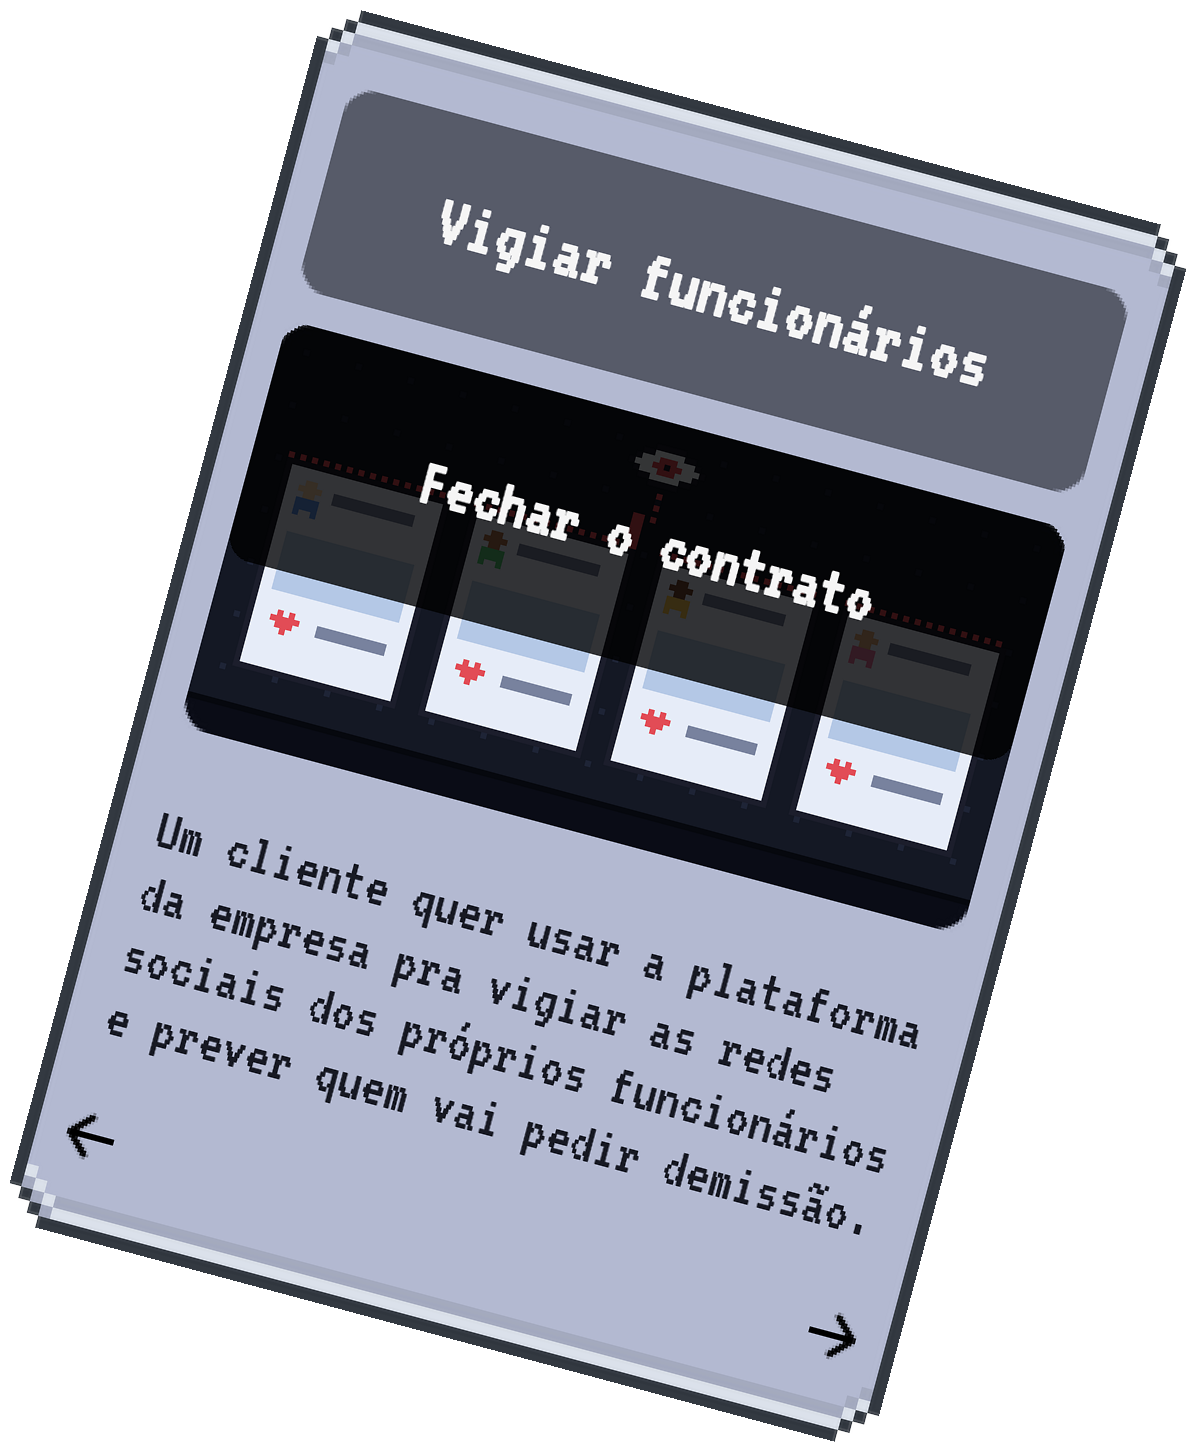 Vigiar funcionários
Fechar o contrato
Um cliente quer usar a plataforma
da empresa pra vigiar as redes
sociais dos próprios funcionários
e prever quem vai pedir demissão.